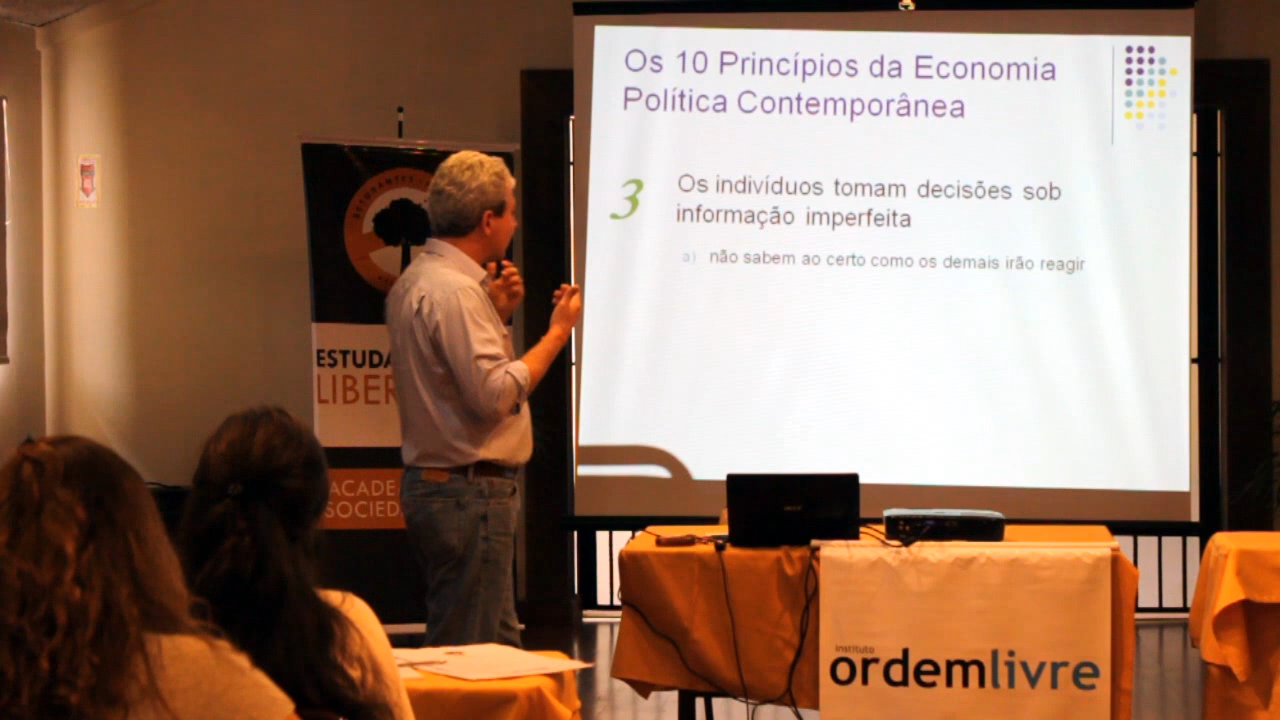 Os 10 Princípios da Economia
Política Contemporânea
3
Os indivíduos tomam decisões sob
informação imperfeita
a) não sabem ao certo como os demais irão reagir
ESTUDA
LIBER
ACADE
SOCIED
instituto
ordemlivre